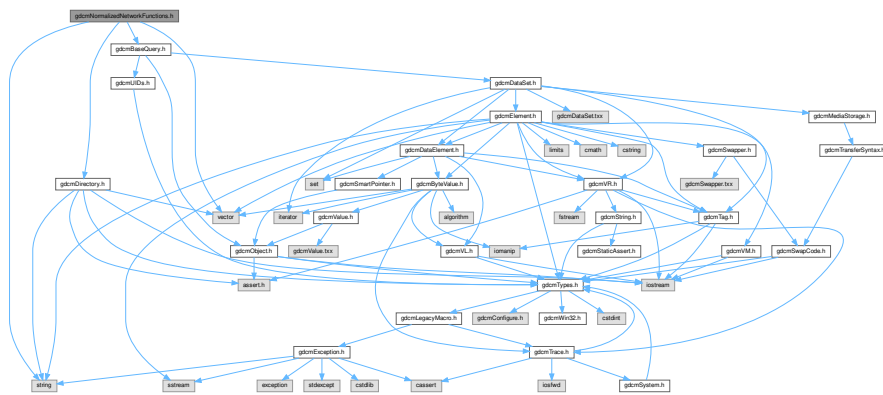 gdcmNormalizedNetworkFunctions.h
gdcmBaseQuery.h
gdcmUIDs.h
gdcmDataSet.h
gdcmElement.h
gdcmDataSet.txx
gdcmMediaStorage.h
gdcmDataElement.h
limits
cmath
cstring
gdcmSwapper.h
gdcmTransferSyntax.h
gdcmDirectory.h
set
gdcmSmartPointer.h
gdcmByteValue.h
gdcmVR.h
gdcmSwapper.txx
vector
iterator
gdcmValue.h
algorithm
fstream
gdcmString.h
gdcmTag.h
gdcmObject.h
gdcmValue.txx
gdcmVL.h
iomanip
gdcmStaticAssert.h
gdcmVM.h
gdcmSwapCode.h
assert.h
gdcmTypes.h
iostream
gdcmLegacyMacro.h
gdcmConfigure.h
gdcmWin32.h
cstdint
gdcmException.h
gdcmTrace.h
string
sstream
exception
stdexcept
cstdlib
cassert
iosfwd
gdcmSystem.h